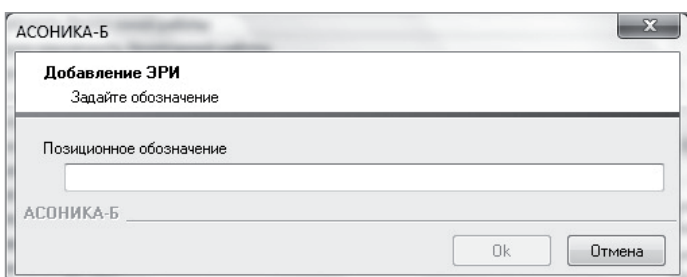 АСОНИКА-Б
Добавление ЭРИ
Задайте обозначение
Позиционное обозначение
АСОНИКА-Б
Ok
Отмена